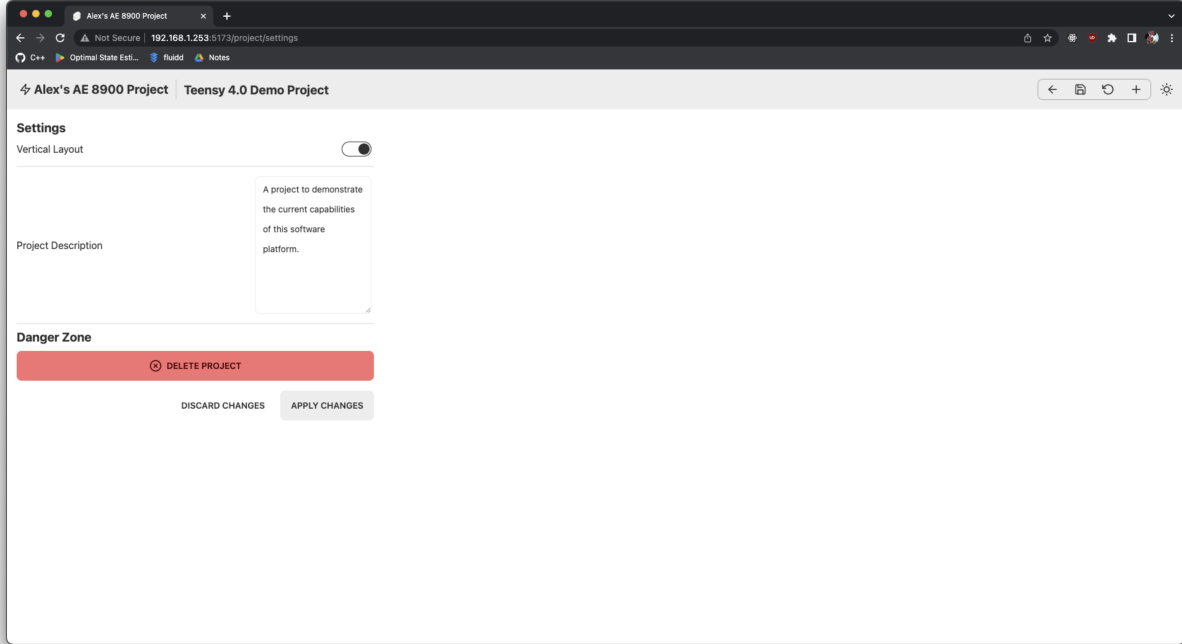 Alex's AE 8900 Project
Not Secure 192.168.1.253:5173/project/settings
C++ Optimal State Esti... fluidd Notes
Alex's AE 8900 Project Teensy 4.0 Demo Project
Settings
Vertical Layout
A project to demonstrate
the current capabilities
of this software
platform.
Project Description
Danger Zone
DELETE PROJECT
DISCARD CHANGES APPLY CHANGES